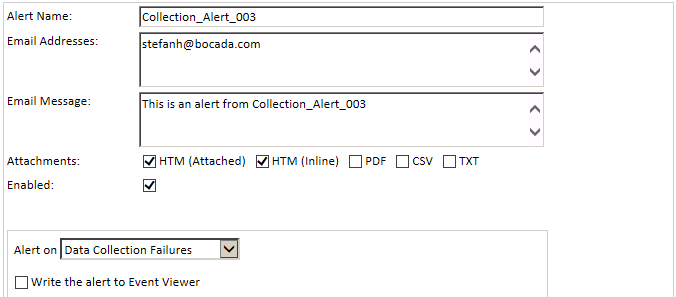 Alert Name: Collection_Alert_003
Email Addresses: stefanh@bocada.com
Email Message: This is an alert from Collection_Alert_003
Attachments: HTM (Attached) HTM (Inline) PDF CSV TXT
Enabled:
Alert on Data Collection Failures
Write the alert to Event Viewer